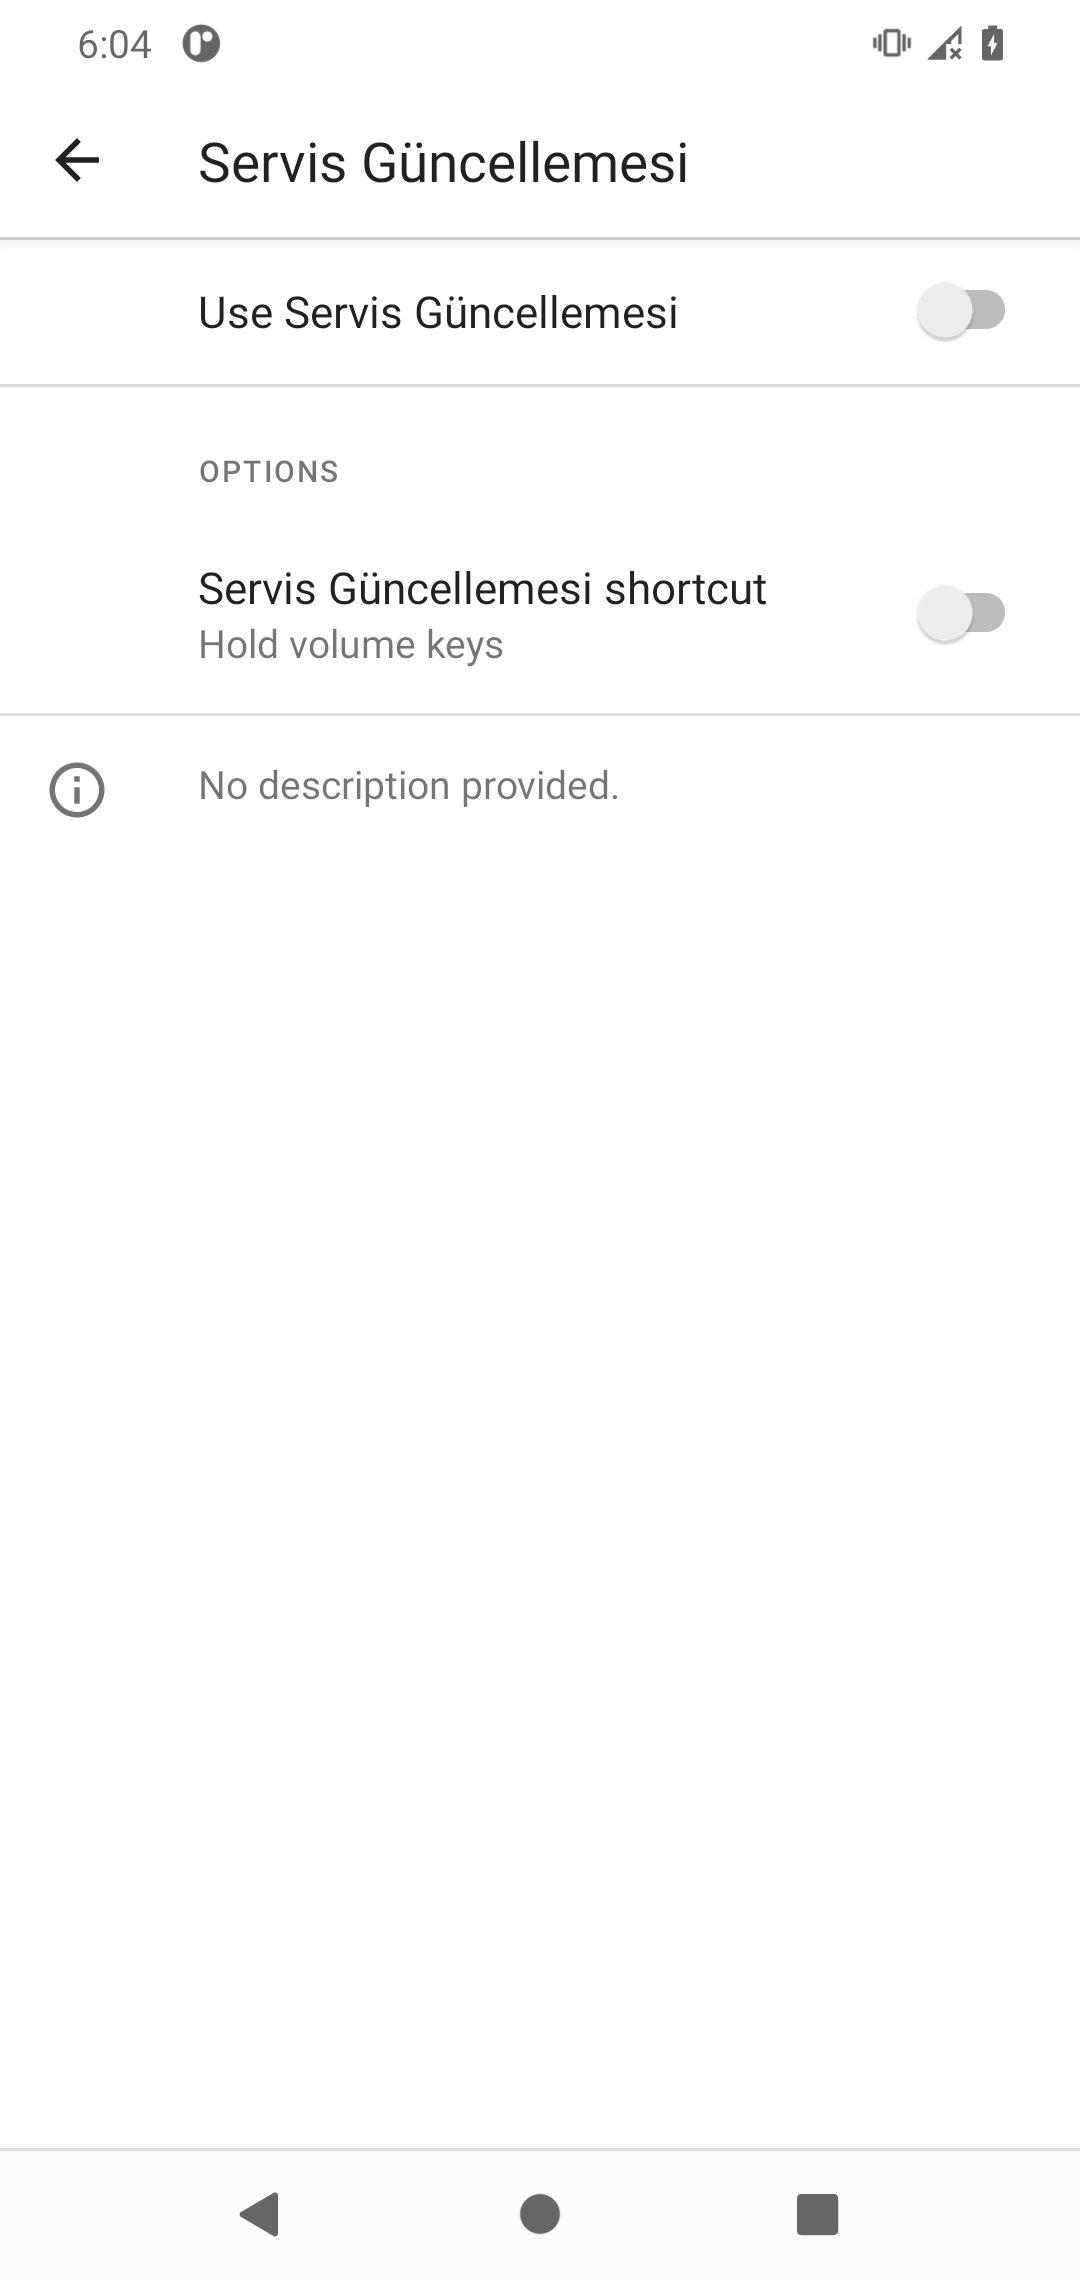 6:04
Servis Güncellemesi
Use Servis Güncellemesi
OPTIONS
Servis Güncellemesi shortcut
Hold volume keys
No description provided.